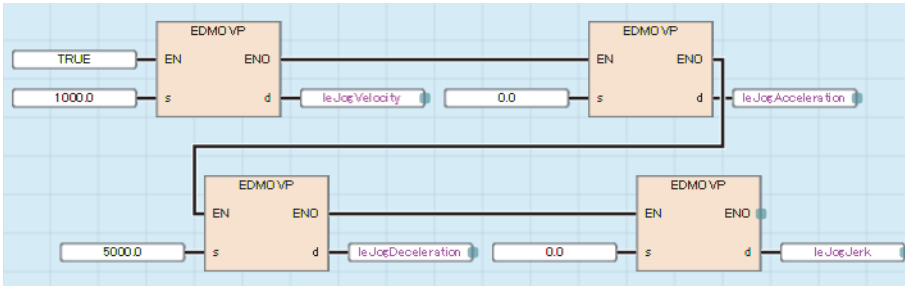 EDMOVP EDMOVP
TRUE EN ENO EN ENO
1000.0 s d leJogVelocity 0.0 s d leJogAcceleration
EDMOVP EDMOVP
EN ENO EN ENO
5000.0 s d leJogDeceleration 0.0 s d leJogJerk